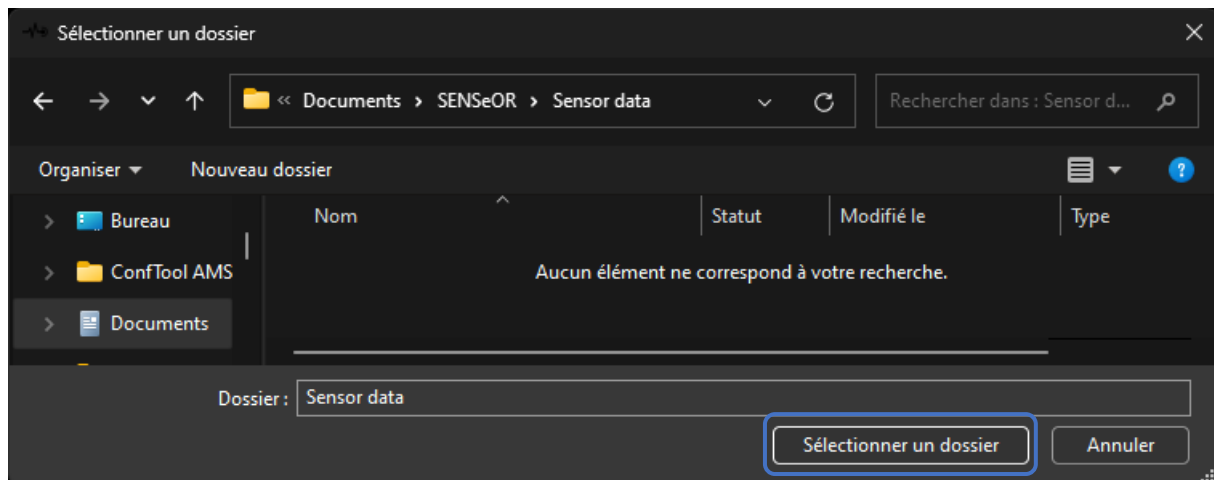 Sélectionner un dossier
« Documents › SENSeOR › Sensor data
Rechercher dans : Sensor d...
Organiser Nouveau dossier
Nom Statut Modifié le Type
Bureau
ConfTool AMS
Documents
Aucun élément ne correspond à votre recherche.
Dossier : Sensor data
Sélectionner un dossier Annuler